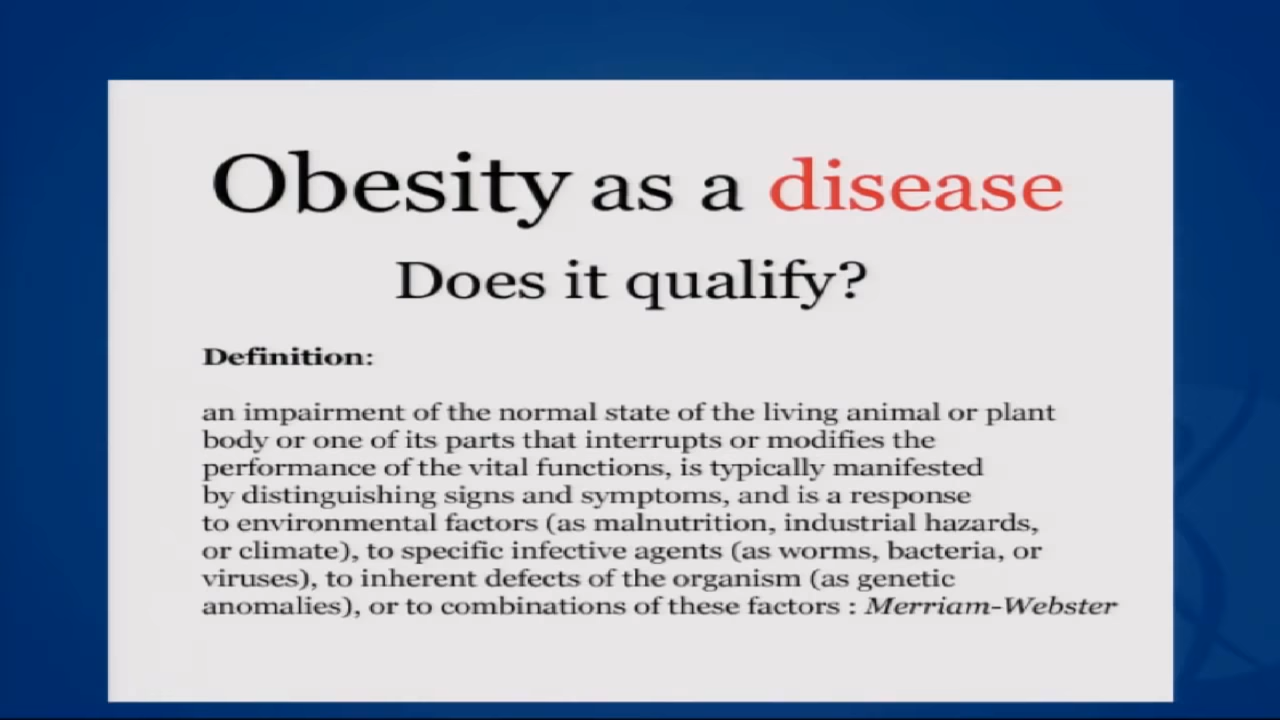 Obesity as a disease
Does it qualify?
Definition:
an impairment of the normal state of the living animal or plant
body or one of its parts that interrupts or modifies the
performance of the vital functions, is typically manifested
by distinguishing signs and symptoms, and is a response
to environmental factors (as malnutrition, industrial hazards,
or climate), to specific infective agents (as worms, bacteria, or
viruses), to inherent defects of the organism (as genetic
anomalies), or to combinations of these factors : Merriam-Webster